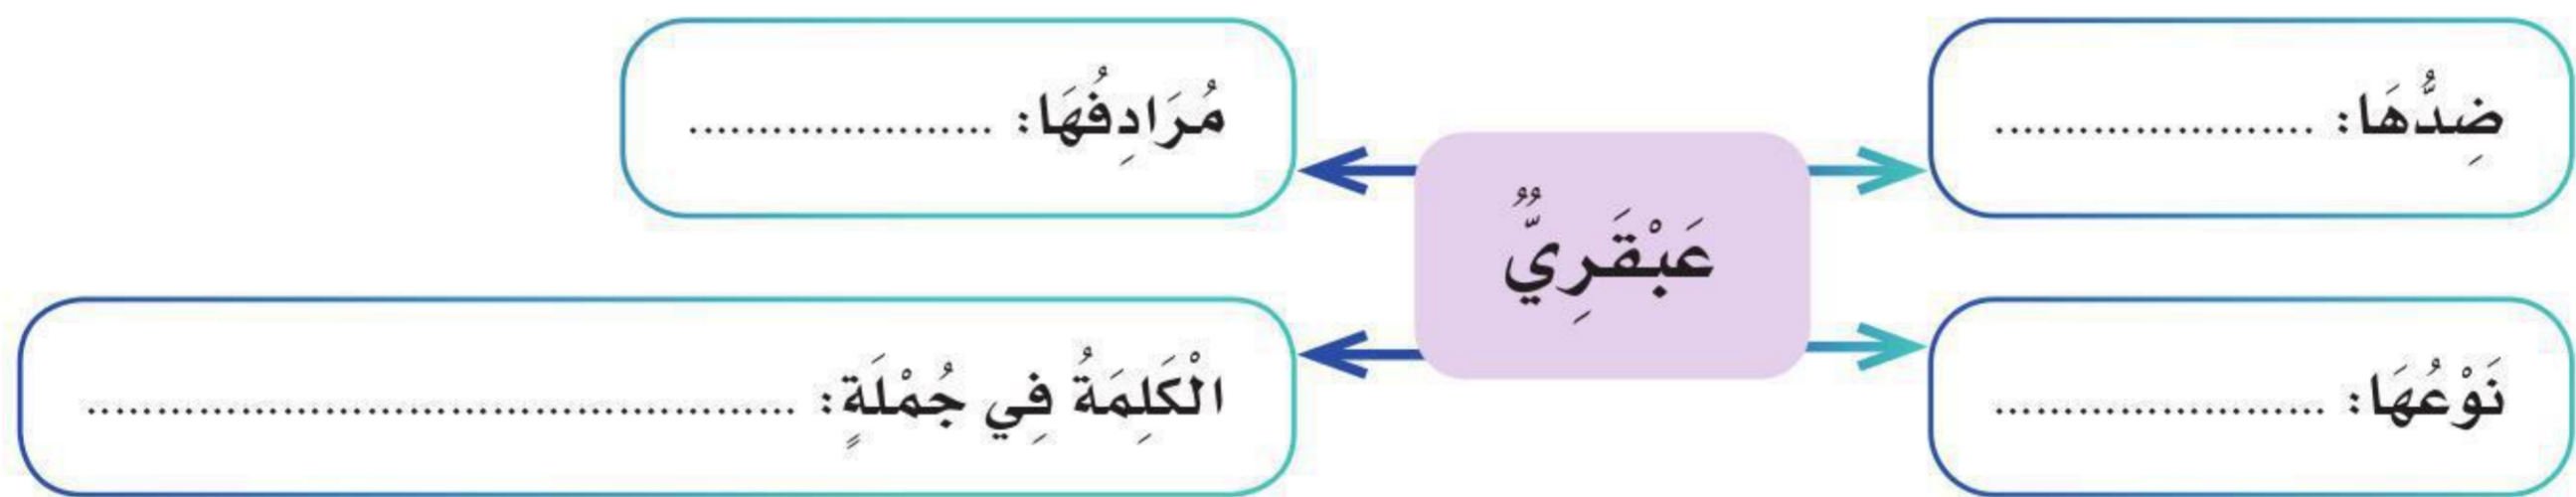 ضِدُّهَا: ......................
مُرَادِفُهَا: ......................
عَبْقَرِيٌّ
نَوْعُهَا: ......................
الْكَلِمَةُ فِي جُمْلَةٍ: ..................................................